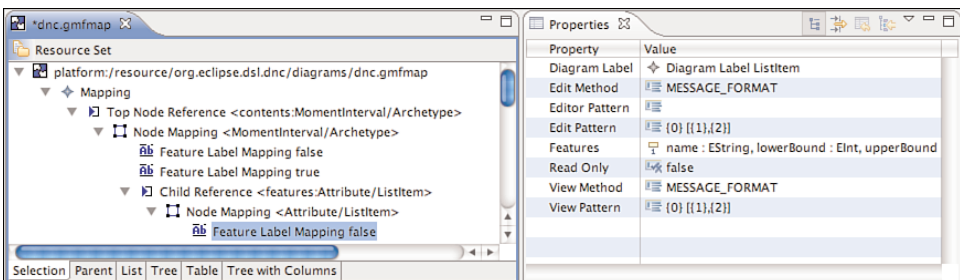 *dnc.gmfmap
Resource Set
platform:/resource/org.eclipse.dsl.dnc/diagrams/dnc.gmfmap
Mapping
Top Node Reference <contents:MomentInterval/Archetype>
Node Mapping <MomentInterval/Archetype>
Feature Label Mapping false
Feature Label Mapping true
Child Reference <features:Attribute/ListItem>
Node Mapping <Attribute/ListItem>
Feature Label Mapping false
Selection Parent List Tree Table Tree with Columns
Properties
Property Value
Diagram Label Diagram Label ListItem
Edit Method MESSAGE_FORMAT
Editor Pattern
Edit Pattern {0} [{1},{2}]
Features name : EString, lowerBound : EInt, upperBound
Read Only false
View Method MESSAGE_FORMAT
View Pattern {0} [{1},{2}]